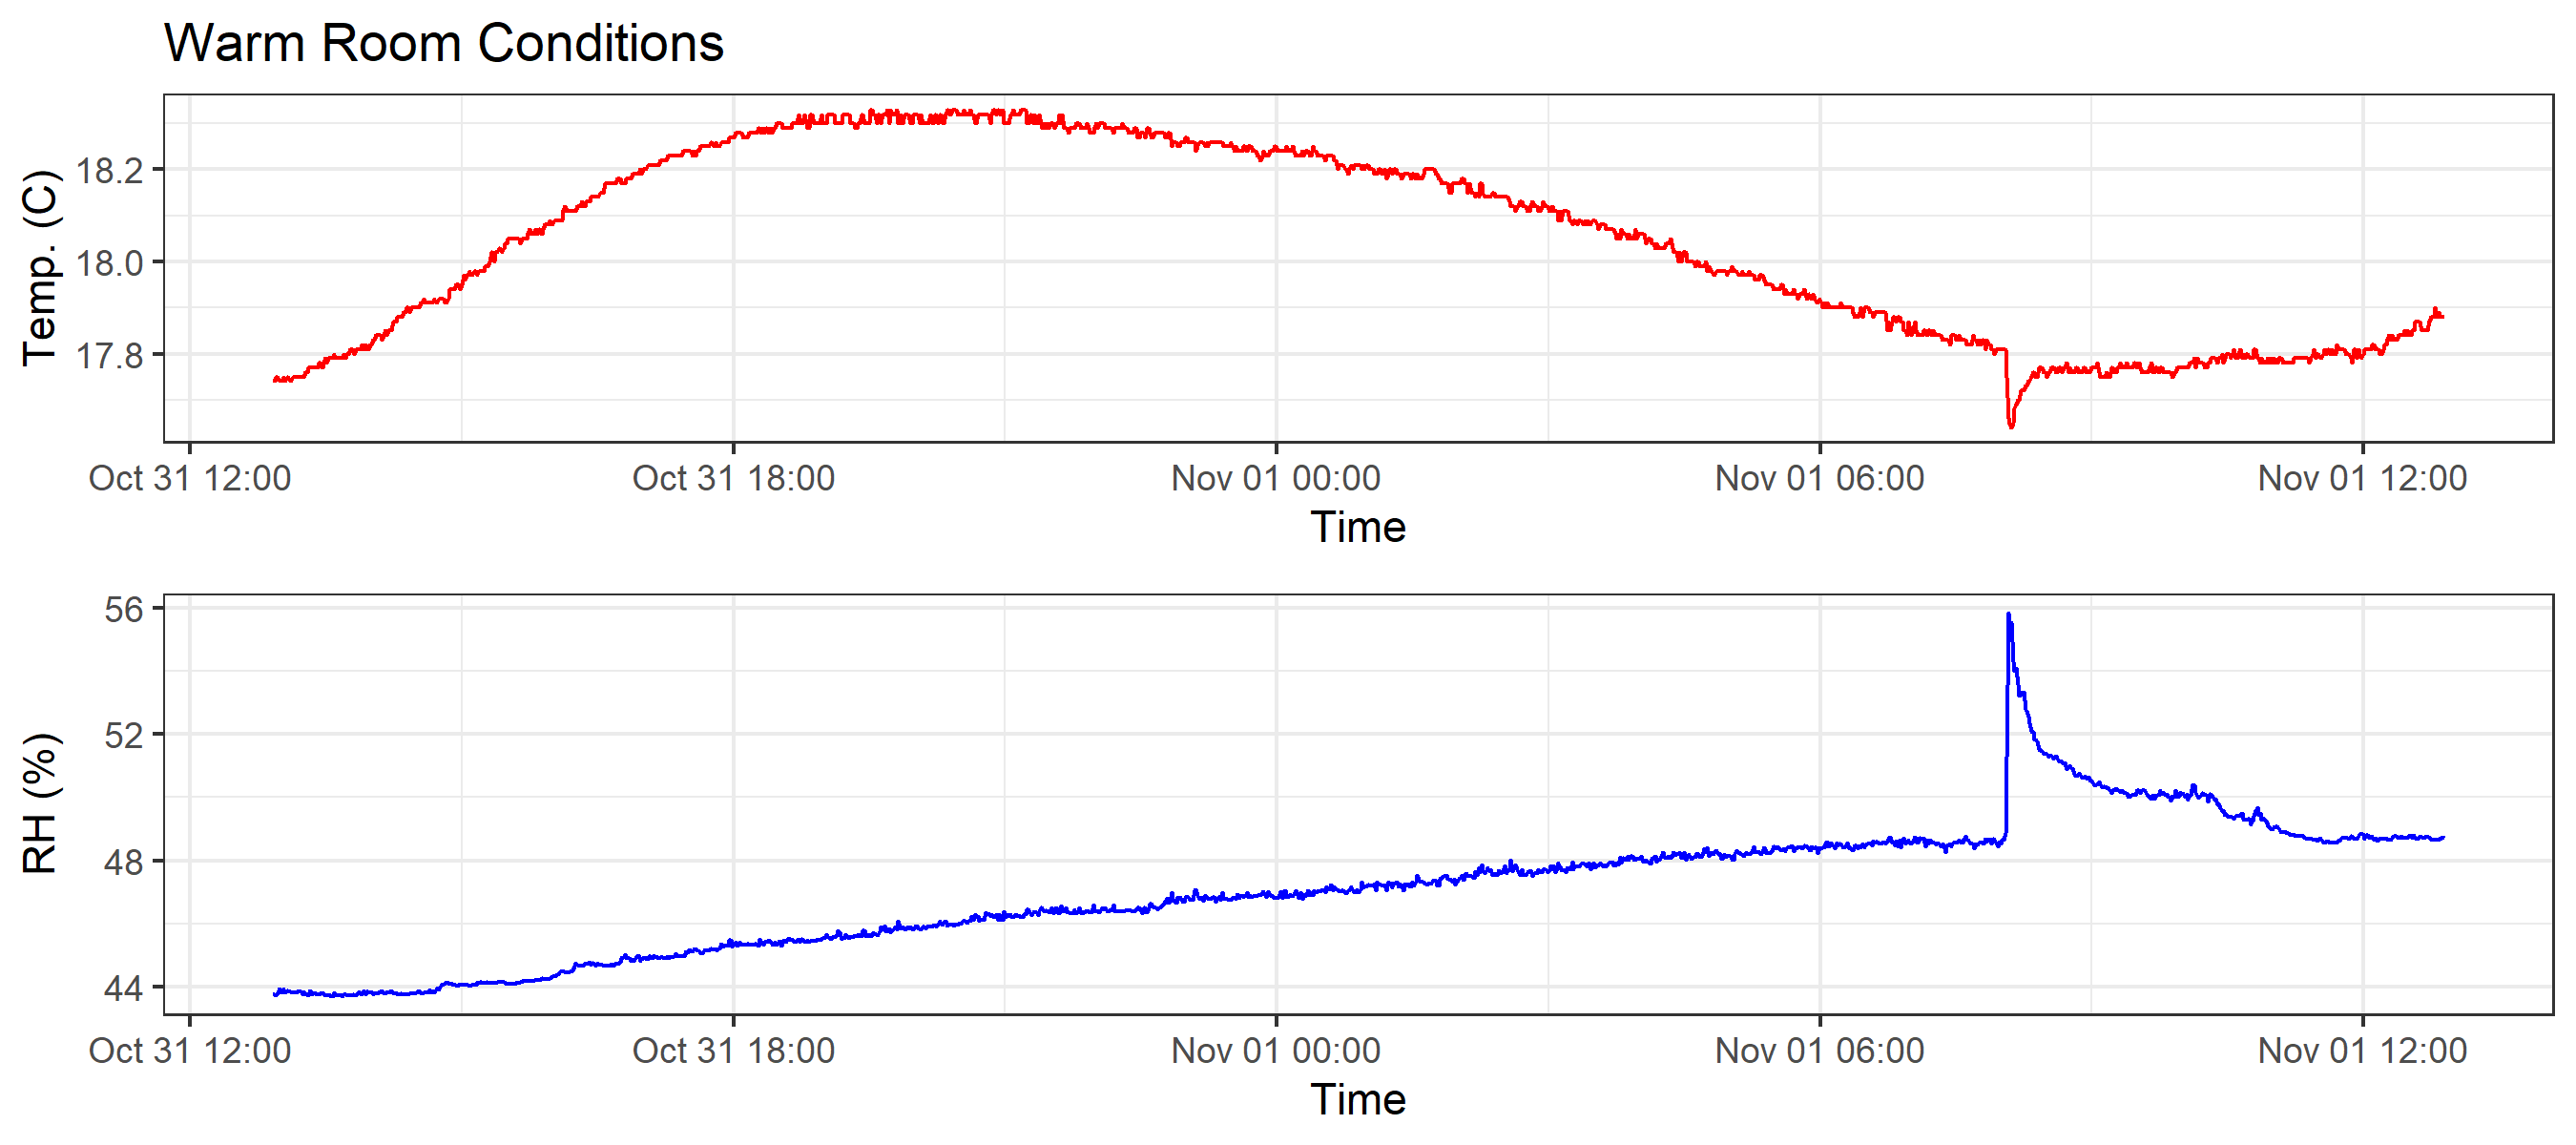 Warm Room Conditions
Temp. (C)
18.2
18.0
17.8
Oct 31 12:00 Oct 31 18:00 Nov 01 00:00 Nov 01 06:00 Nov 01 12:00
Time
RH (%)
56
52
48
44
Oct 31 12:00 Oct 31 18:00 Nov 01 00:00 Nov 01 06:00 Nov 01 12:00
Time